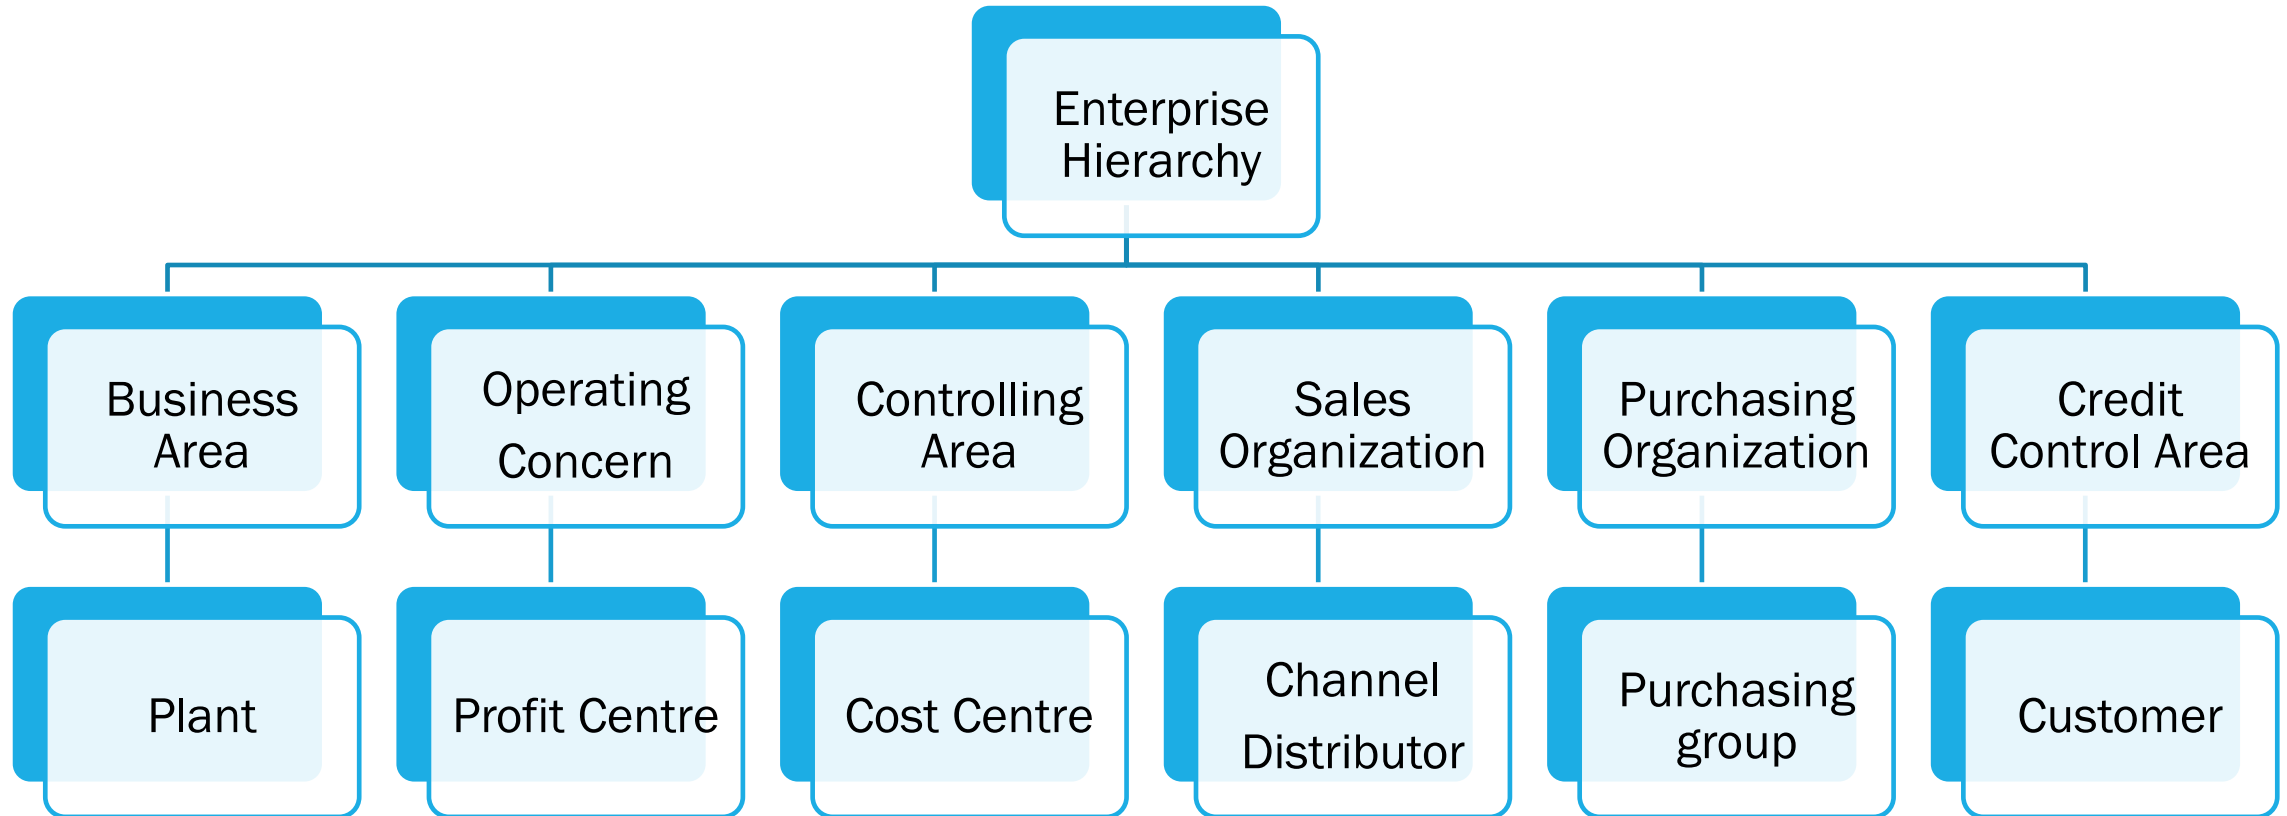 Enterprise
Hierarchy
Business
Area
Operating
Concern
Controlling
Area
Sales
Organization
Purchasing
Organization
Credit
Control Area
Plant
Profit Centre
Cost Centre
Channel
Distributor
Purchasing
group
Customer